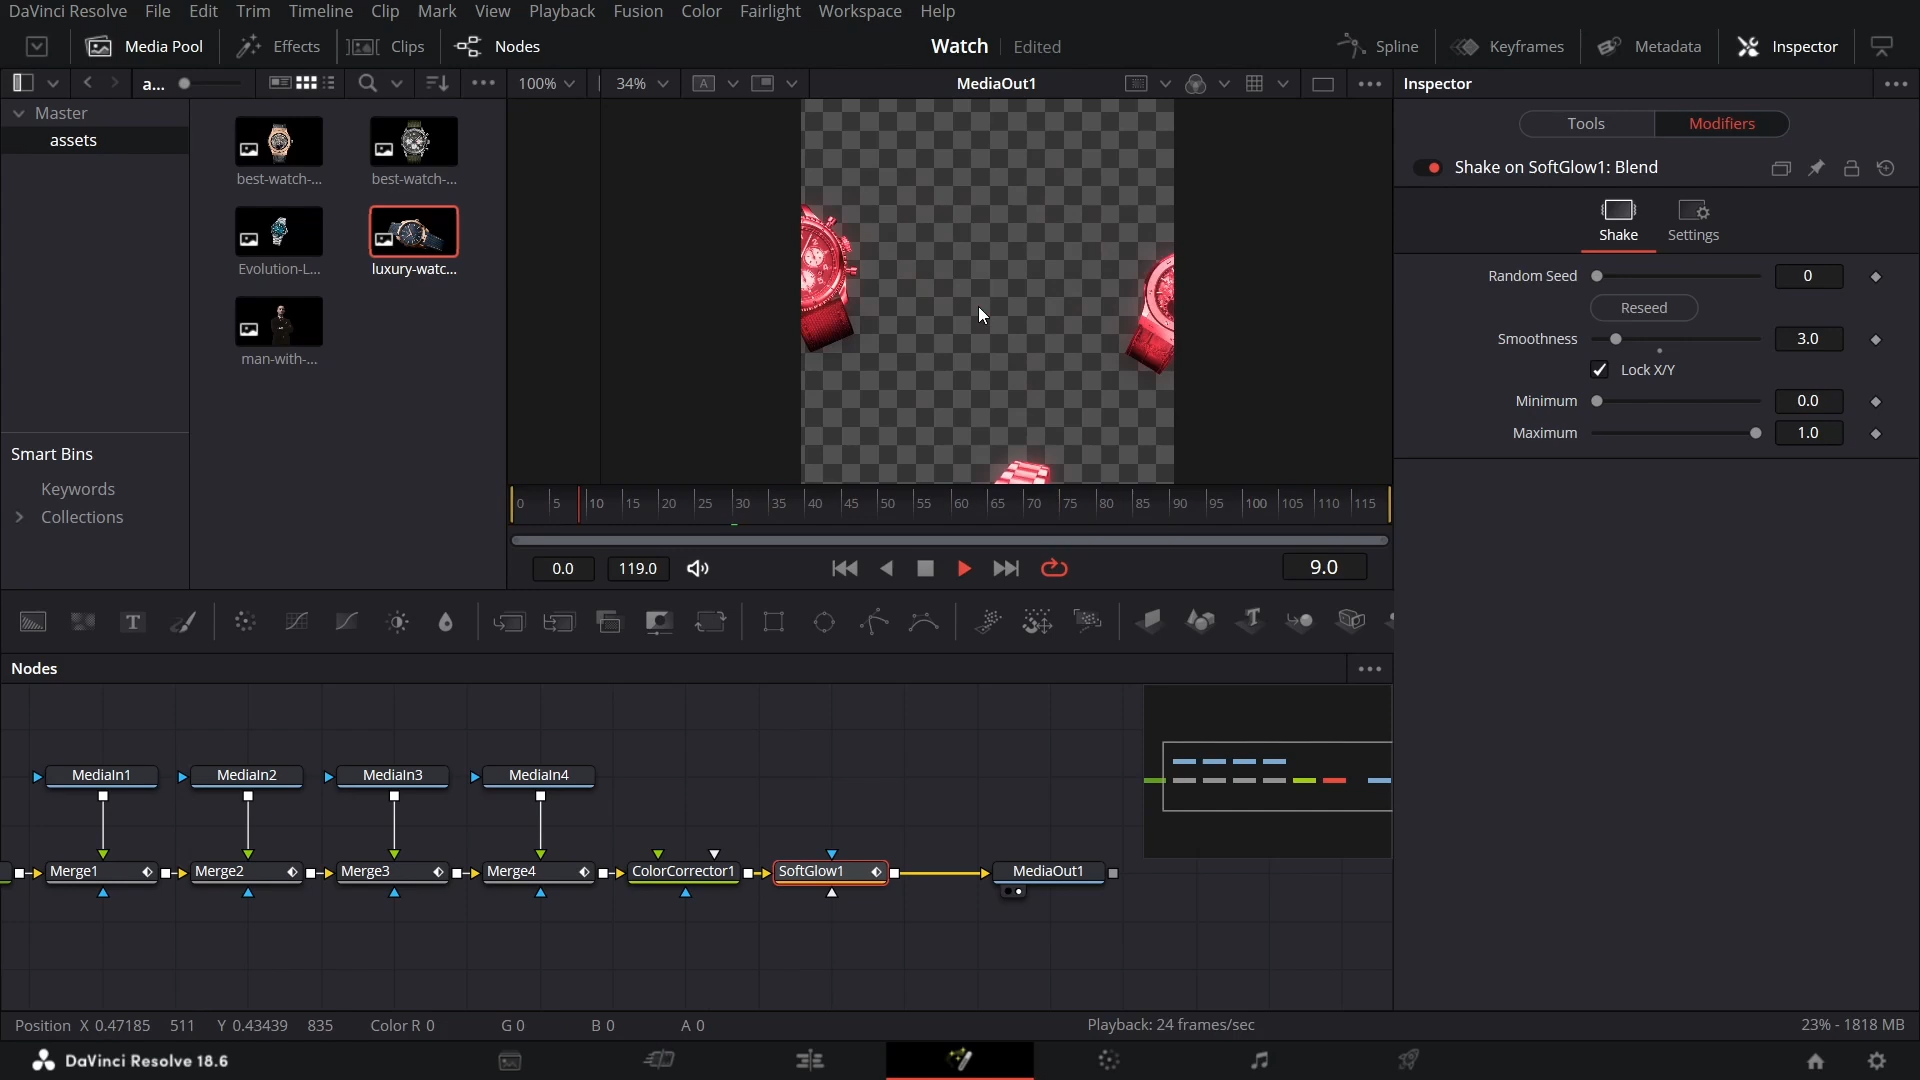 DaVinci Resolve File Edit Trim Timeline Clip Mark View Playback Fusion Color Fairlight Workspace Help
Media Pool Effects Clips Nodes Watch Edited Spline Keyframes Metadata Inspector
a... 100% 34% A MediaOut1 Inspector
Master
assets
best-watch-... best-watch-...
Evolution-L... luxury-watc...
man-with-...
Smart Bins
Keywords
Collections
Tools Modifiers
Shake on SoftGlow1: Blend
Shake Settings
Random Seed 0
Reseed
Smoothness 3.0
Lock X/Y
Minimum 0.0
Maximum 1.0
0 5 10 15 20 25 30 35 40 45 50 55 60 65 70 75 80 85 90 95 100 105 110 115
0.0 119.0 9.0
T T
Nodes
MediaIn1 MediaIn2 MediaIn3 MediaIn4
Merge1 Merge2 Merge3 Merge4 ColorCorrector1 SoftGlow1 MediaOut1
Position X 0.47185 511 Y 0.43439 835 Color R 0 G 0 B 0 A 0 Playback: 24 frames/sec 23% - 1818 MB
DaVinci Resolve 18.6